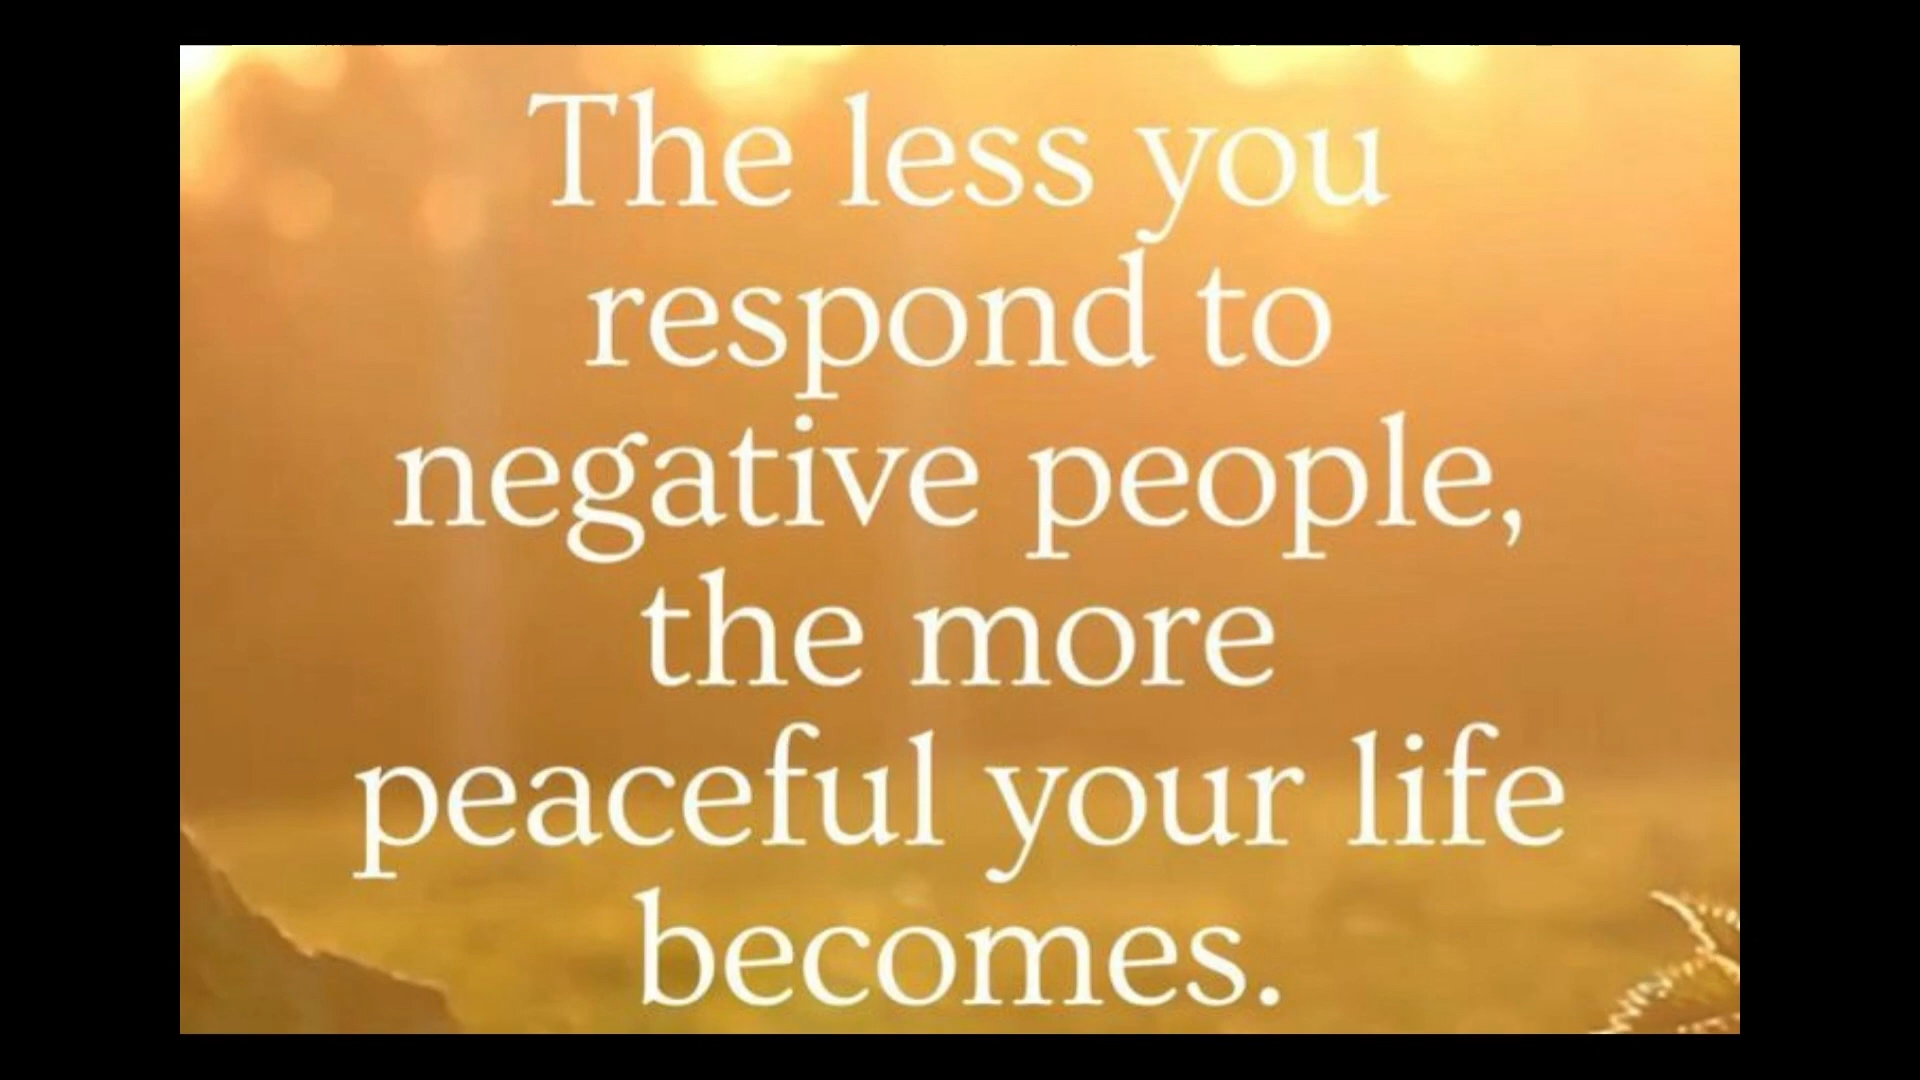 The less you
respond to
negative people,
the more
peaceful your life
becomes.